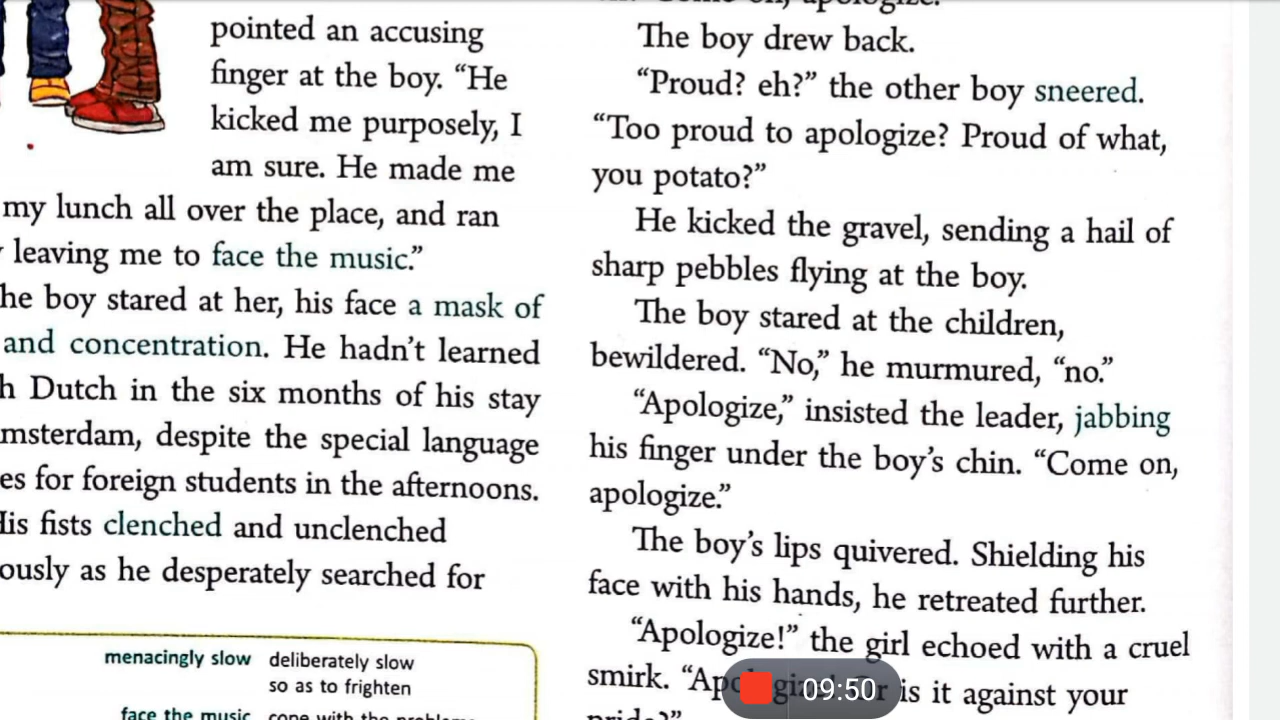 pointed an accusing
finger at the boy. “He
kicked me purposely, I
am sure. He made me
my lunch all over the place, and ran
leaving me to face the music.”
he boy stared at her, his face a mask of
and concentration. He hadn’t learned
h Dutch in the six months of his stay
msterdam, despite the special language
es for foreign students in the afternoons.
His fists clenched and unclenched
ously as he desperately searched for
menacingly slow deliberately slow
so as to frighten
face the music cope with the problems
apologize.
The boy drew back.
“Proud? eh?” the other boy sneered.
“Too proud to apologize? Proud of what,
you potato?”
He kicked the gravel, sending a hail of
sharp pebbles flying at the boy.
The boy stared at the children,
bewildered. “No,” he murmured, “no.”
“Apologize,” insisted the leader, jabbing
his finger under the boy’s chin. “Come on,
apologize.”
The boy’s lips quivered. Shielding his
face with his hands, he retreated further.
“Apologize!” the girl echoed with a cruel
smirk. is it against your
pride?”
09:50